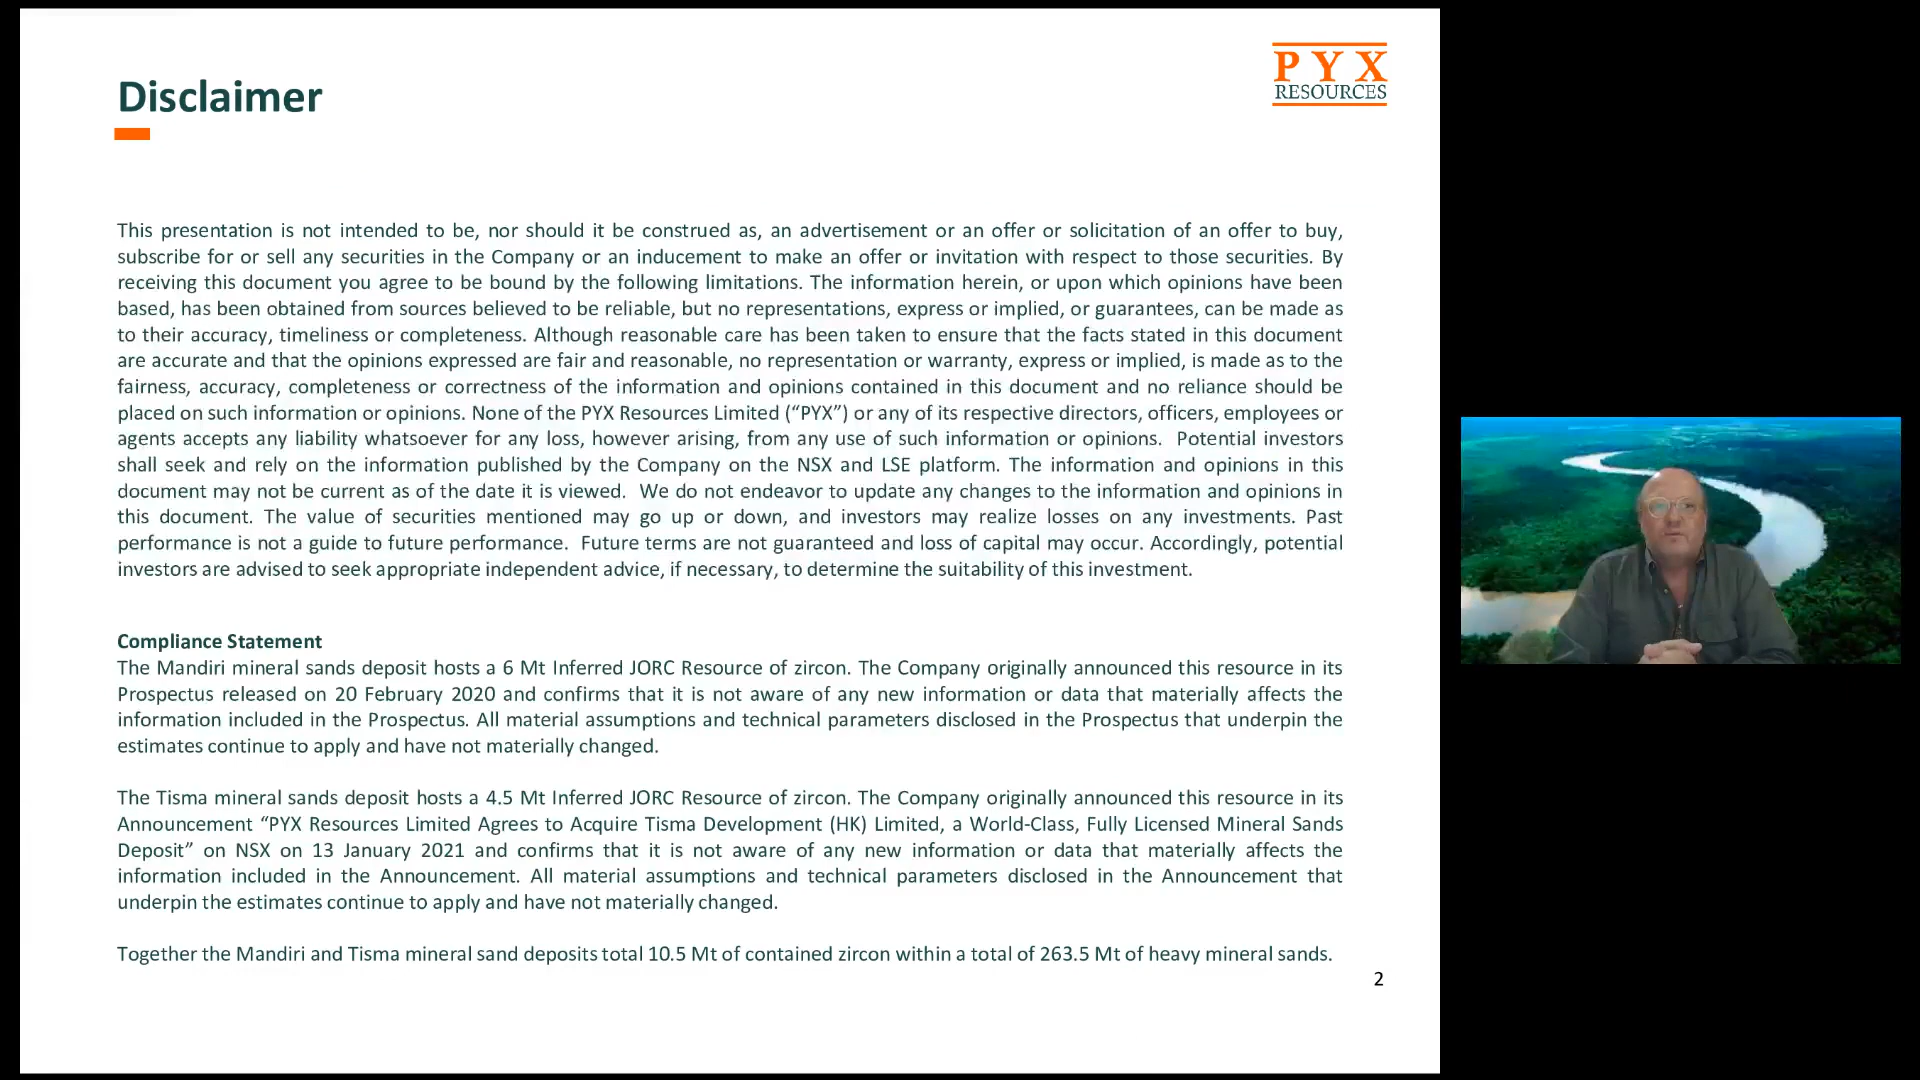 Disclaimer
P Y X
RESOURCES
This presentation is not intended to be, nor should it be construed as, an advertisement or an offer or solicitation of an offer to buy,
subscribe for or sell any securities in the Company or an inducement to make an offer or invitation with respect to those securities. By
receiving this document you agree to be bound by the following limitations. The information herein, or upon which opinions have been
based, has been obtained from sources believed to be reliable, but no representations, express or implied, or guarantees, can be made as
to their accuracy, timeliness or completeness. Although reasonable care has been taken to ensure that the facts stated in this document
are accurate and that the opinions expressed are fair and reasonable, no representation or warranty, express or implied, is made as to the
fairness, accuracy, completeness or correctness of the information and opinions contained in this document and no reliance should be
placed on such information or opinions. None of the PYX Resources Limited (“PYX”) or any of its respective directors, officers, employees or
agents accepts any liability whatsoever for any loss, however arising, from any use of such information or opinions. Potential investors
shall seek and rely on the information published by the Company on the NSX and LSE platform. The information and opinions in this
document may not be current as of the date it is viewed. We do not endeavor to update any changes to the information and opinions in
this document. The value of securities mentioned may go up or down, and investors may realize losses on any investments. Past
performance is not a guide to future performance. Future terms are not guaranteed and loss of capital may occur. Accordingly, potential
investors are advised to seek appropriate independent advice, if necessary, to determine the suitability of this investment.
Compliance Statement
The Mandiri mineral sands deposit hosts a 6 Mt Inferred JORC Resource of zircon. The Company originally announced this resource in its
Prospectus released on 20 February 2020 and confirms that it is not aware of any new information or data that materially affects the
information included in the Prospectus. All material assumptions and technical parameters disclosed in the Prospectus that underpin the
estimates continue to apply and have not materially changed.
The Tisma mineral sands deposit hosts a 4.5 Mt Inferred JORC Resource of zircon. The Company originally announced this resource in its
Announcement “PYX Resources Limited Agrees to Acquire Tisma Development (HK) Limited, a World-Class, Fully Licensed Mineral Sands
Deposit” on NSX on 13 January 2021 and confirms that it is not aware of any new information or data that materially affects the
information included in the Announcement. All material assumptions and technical parameters disclosed in the Announcement that
underpin the estimates continue to apply and have not materially changed.
Together the Mandiri and Tisma mineral sand deposits total 10.5 Mt of contained zircon within a total of 263.5 Mt of heavy mineral sands.
2